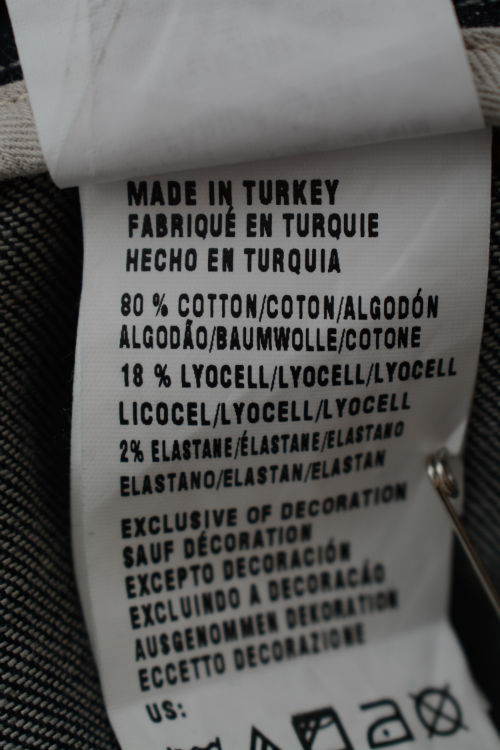 MADE IN TURKEY
FABRIQUÉ EN TURQUIE
HECHO EN TURQUIA
80 % COTTON/COTON/ALGODÓN
ALGODÃO/BAUMWOLLE/COTONE
18 % LYOCELL/LYOCELL/LYOCELL
LICOCEL/LYOCELL/LYOCELL
2% ELASTANE/ÉLASTANE/ELASTANO
ELASTANO/ELASTAN/ELASTAN
EXCLUSIVE OF DECORATION
SAUF DÉCORATION
EXCEPTO DECORACIÓN
EXCLUINDO A DECORACÁO
AUSGENOMMEN DEKORATION
ECCETTO DECORAZIONE
US: